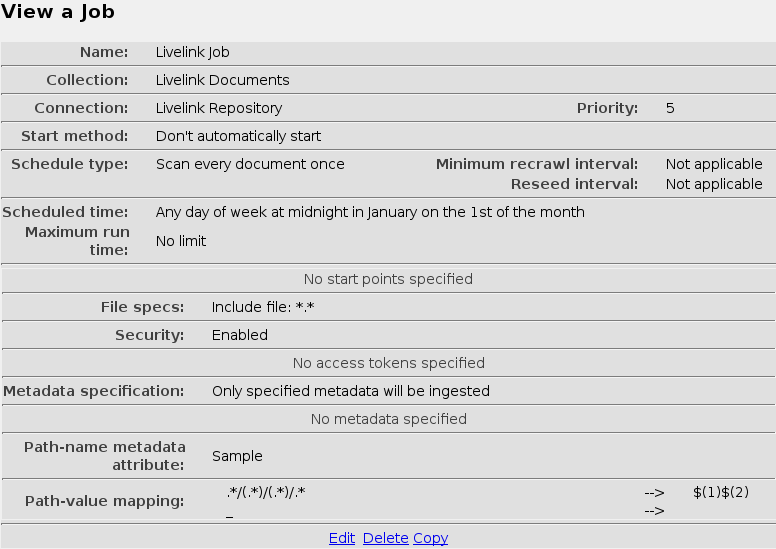 View a Job
Name: Livelink Job
Collection: Livelink Documents
Connection: Livelink Repository Priority: 5
Start method: Don't automatically start
Schedule type: Scan every document once Minimum recrawl interval: Not applicable
Reseed interval: Not applicable
Scheduled time: Any day of week at midnight in January on the 1st of the month
Maximum run
time: No limit
No start points specified
File specs: Include file: *.*
Security: Enabled
No access tokens specified
Metadata specification: Only specified metadata will be ingested
No metadata specified
Path-name metadata
attribute: Sample
Path-value mapping: .*/(.*)/(.*)/.* --> $(1)$(2)
_ -->
Edit Delete Copy